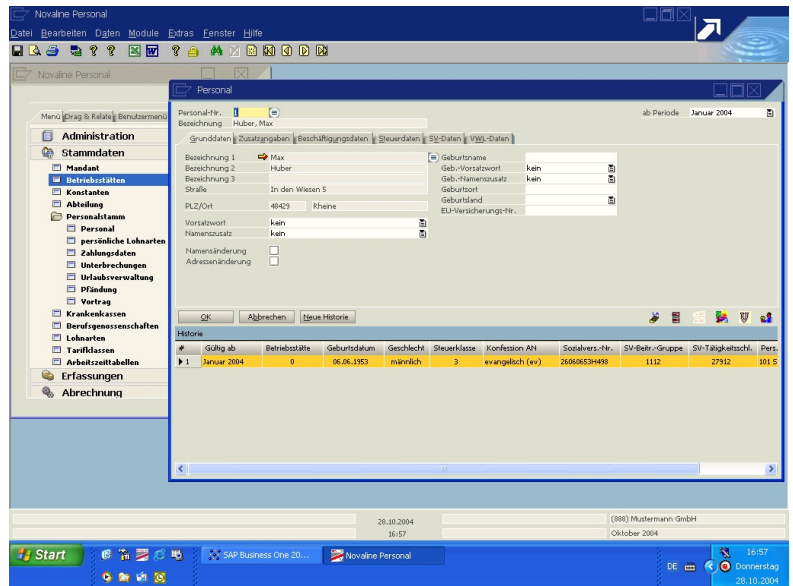 Novaline Personal
Datei Bearbeiten Daten Module Extras Fenster Hilfe
Novaline Personal
Menü Drag & Relate Benutzermenü
Administration
Stammdaten
Mandant
Betriebsstätten
Konstanten
Abteilung
Personalstamm
Personal
persönliche Lohnarten
Zahlungsdaten
Unterbrechungen
Urlaubsverwaltung
Pfändung
Vortrag
Krankenkassen
Berufsgenossenschaften
Lohnarten
Tarifklassen
Arbeitszeittabellen
Erfassungen
Abrechnung
Personal
Personal-Nr. 1 ab Periode Januar 2004
Bezeichnung Huber, Max
Grunddaten Zusatzangaben Beschäftigungsdaten Steuerdaten SV-Daten VWL-Daten
Bezeichnung 1 Max Geburtsname
Bezeichnung 2 Huber Geb.-Vorsatzwort kein
Bezeichnung 3 Geb.-Namenszusatz kein
Straße In den Wiesen 5 Geburtsort
Geburtsland
PLZ/Ort 48429 Rheine EU-Versicherungs-Nr.
Vorsatzwort kein
Namenszusatz kein
Namensänderung
Adressenänderung
OK Abbrechen Neue Historie
Historie
# Gültig ab Betriebsstätte Geburtsdatum Geschlecht Steuerklasse Konfession AN Sozialvers.-Nr. SV-Beitr.-Gruppe SV-Tätigkeitsschl. Pers.
1 Januar 2004 0 06.06.1953 männlich 3 evangelisch (ev) 26060653H498 1112 27912 101 S
28.10.2004 (888) Mustermann GmbH
16:57 Oktober 2004
Start SAP Business One 20... Novaline Personal
DE 16:57
Donnerstag
28.10.2004